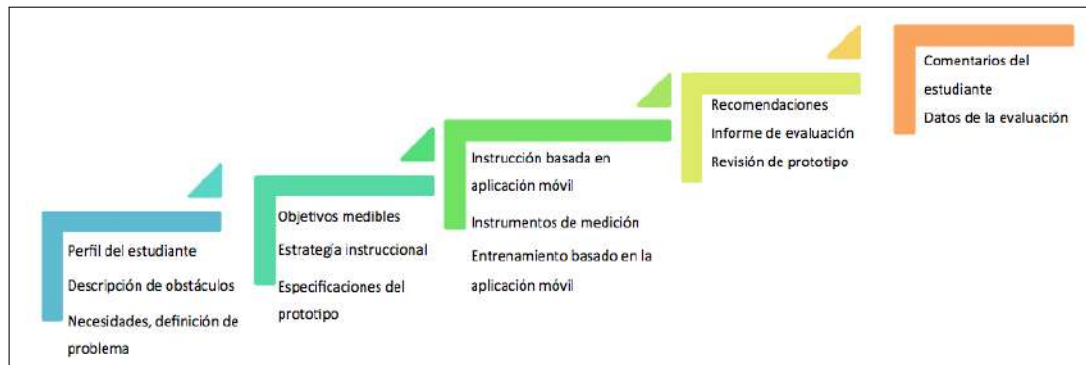 Perfil del estudiante
Descripción de obstáculos
Necesidades, definición de
problema
Objetivos medibles
Estrategia instruccional
Especificaciones del
prototipo
Instrucción basada en
aplicación móvil
Instrumentos de medición
Entrenamiento basado en la
aplicación móvil
Recomendaciones
Informe de evaluación
Revisión de prototipo
Comentarios del
estudiante
Datos de la evaluación